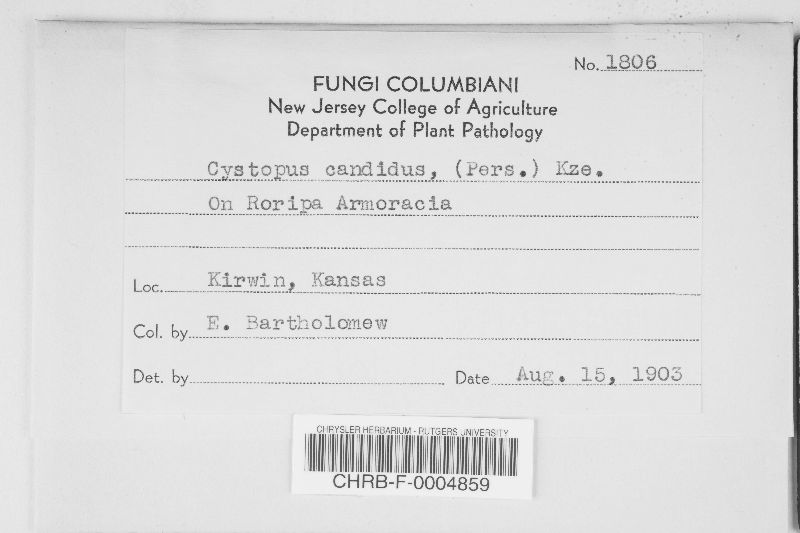 No. 1806
FUNGI COLUMBIANI
New Jersey College of Agriculture
Department of Plant Pathology
Cystopus candidus, (Pers.) Kze.
On Roripa Armoracia
Loc. Kirwin, Kansas
Col. by E. Bartholomew
Det. by Date Aug. 15, 1903
CHRYSLER HERBARIUM - RUTGERS UNIVERSITY
CHRB-F-0004859